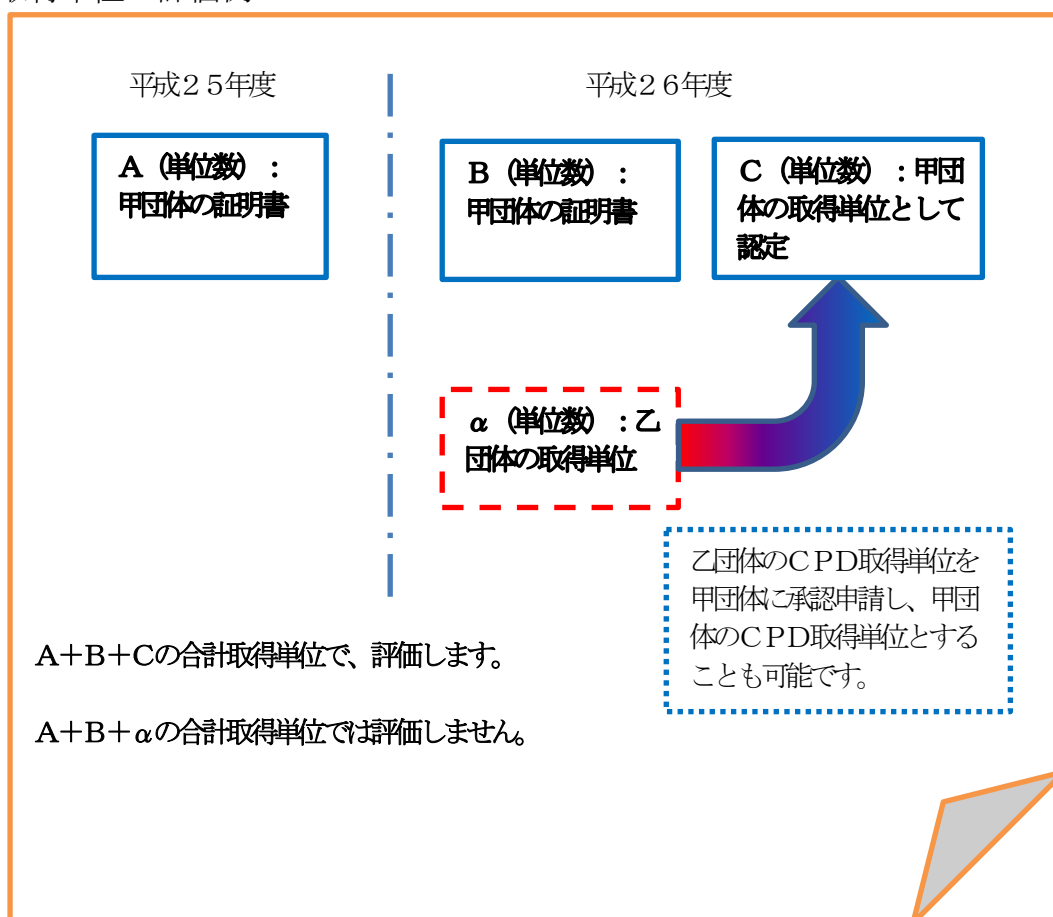 平成２５年度
平成２６年度
A（単位数）：
甲団体の証明書
B（単位数）：
甲団体の証明書
C（単位数）：甲団
体の取得単位として
認定
α（単位数）：乙
団体の取得単位
乙団体のＣＰＤ取得単位を
甲団体に承認申請し、甲団
体のＣＰＤ取得単位とする
ことも可能です。
A＋B＋Cの合計取得単位で、評価します。
A＋B＋αの合計取得単位では評価しません。